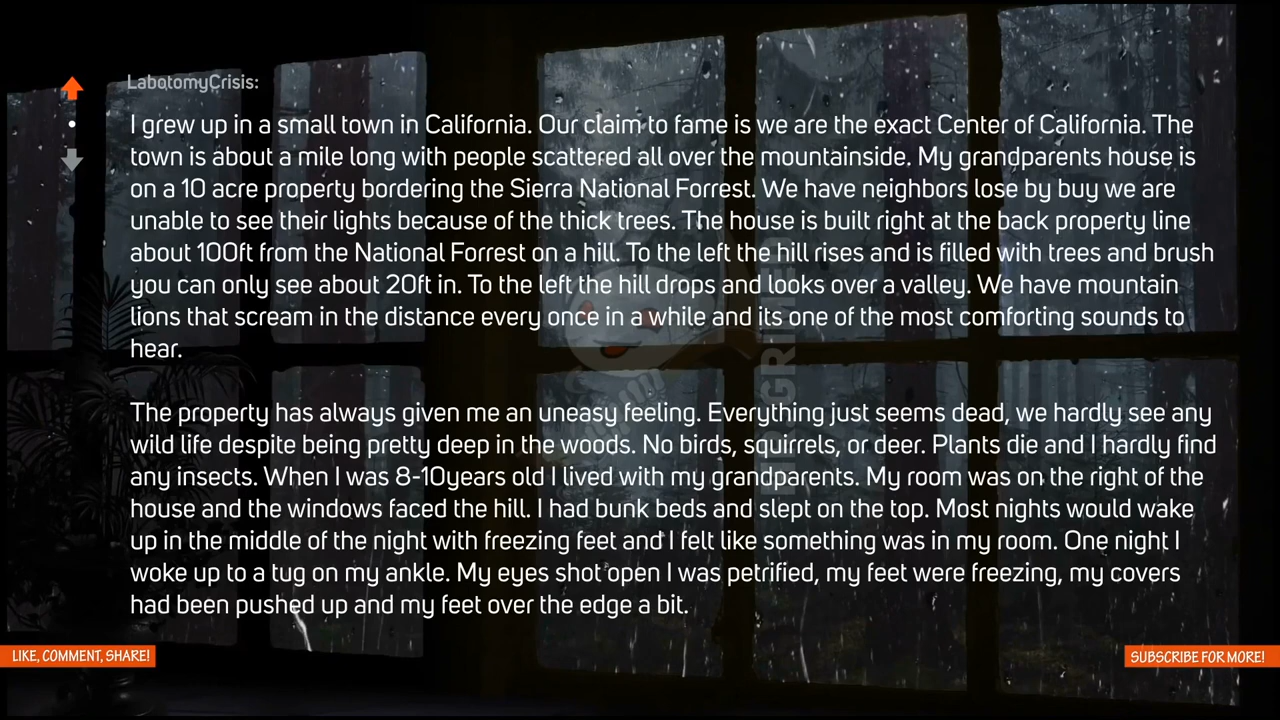 LabotomyCrisis:
I grew up in a small town in California. Our claim to fame is we are the exact Center of California. The
town is about a mile long with people scattered all over the mountainside. My grandparents house is
on a 10 acre property bordering the Sierra National Forrest. We have neighbors lose by buy we are
unable to see their lights because of the thick trees. The house is built right at the back property line
about 100ft from the National Forrest on a hill. To the left the hill rises and is filled with trees and brush
you can only see about 20ft in. To the left the hill drops and looks over a valley. We have mountain
lions that scream in the distance every once in a while and its one of the most comforting sounds to
hear.
The property has always given me an uneasy feeling. Everything just seems dead, we hardly see any
wild life despite being pretty deep in the woods. No birds, squirrels, or deer. Plants die and I hardly find
any insects. When I was 8-10years old I lived with my grandparents. My room was on the right of the
house and the windows faced the hill. I had bunk beds and slept on the top. Most nights would wake
up in the middle of the night with freezing feet and I felt like something was in my room. One night I
woke up to a tug on my ankle. My eyes shot open I was petrified, my feet were freezing, my covers
had been pushed up and my feet over the edge a bit.
LIKE, COMMENT, SHARE!
SUBSCRIBE FOR MORE!